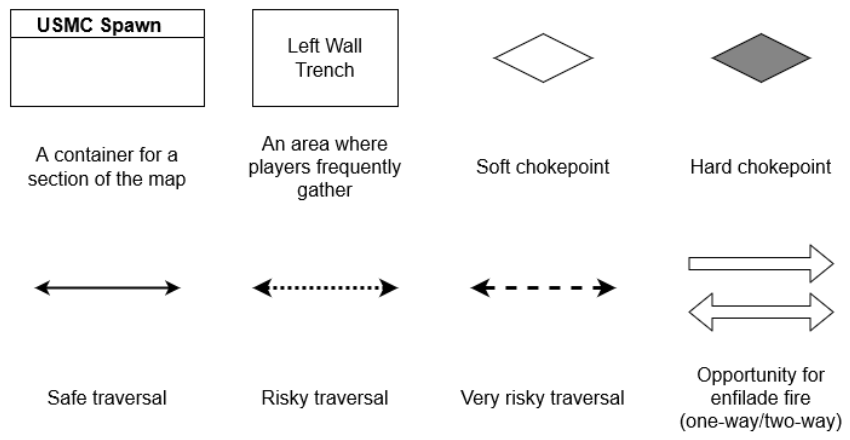 USMC Spawn
Left Wall
Trench
A container for a
section of the map
An area where
players frequently
gather
Soft chokepoint
Hard chokepoint
Safe traversal
Risky traversal
Very risky traversal
Opportunity for
enfilade fire
(one-way/two-way)